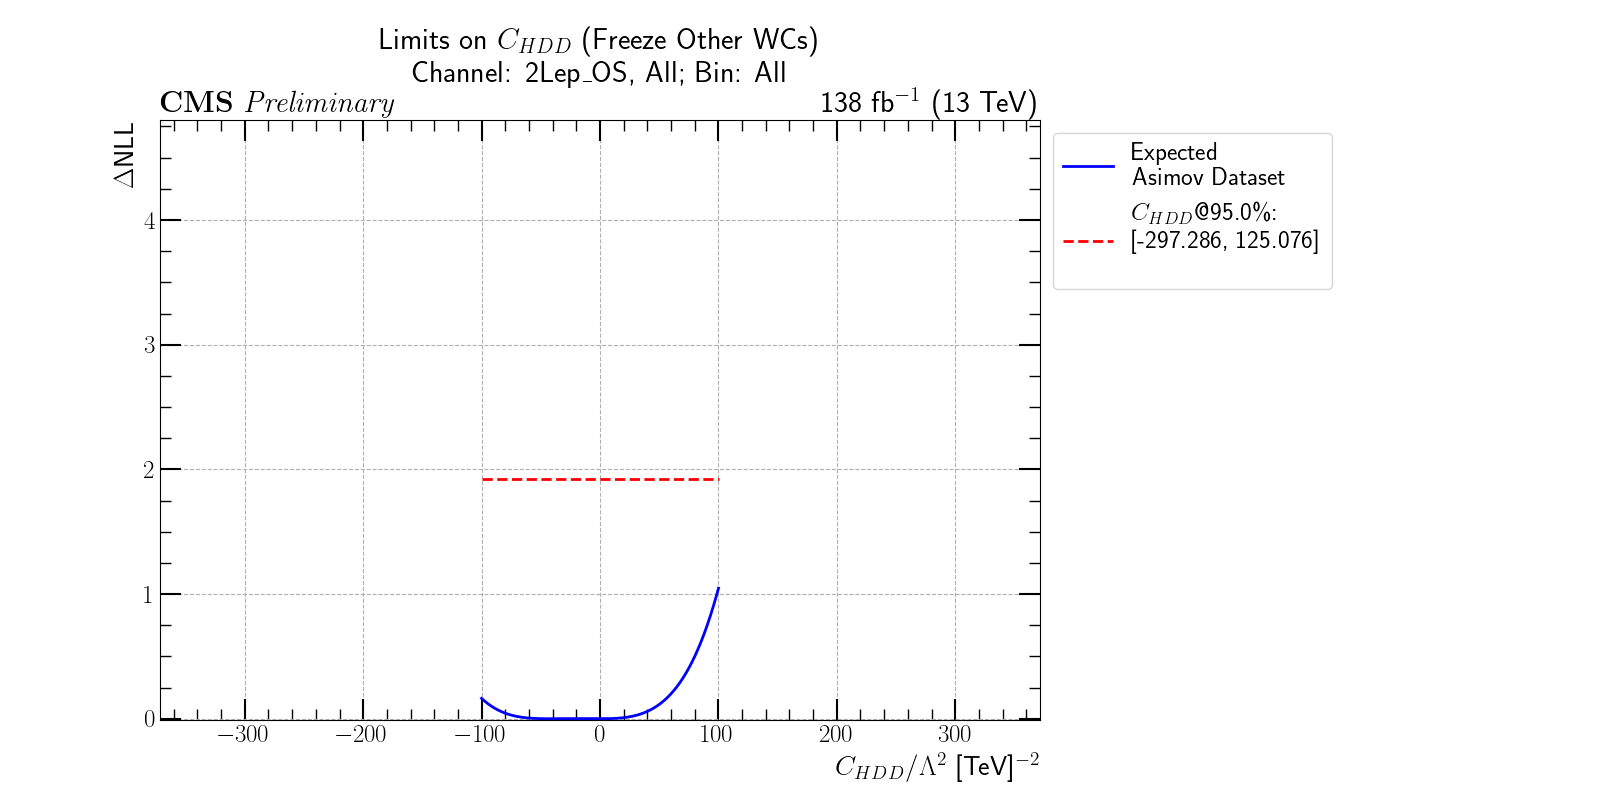 Limits on C_HDD (Freeze Other WCs)
Channel: 2Lep_OS, All; Bin: All
CMS Preliminary
138 fb⁻¹ (13 TeV)
ΔNLL
4
3
2
1
0
−300
−200
−100
0
100
200
300
C_HDD/Λ² [TeV]⁻²
Expected
Asimov Dataset
C_HDD@95.0%:
[-297.286, 125.076]